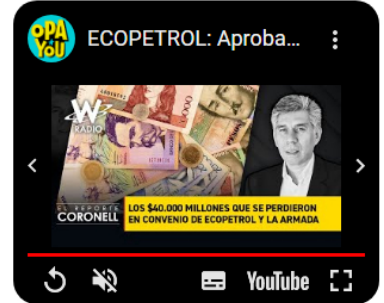 OPA
YOU
ECOPETROL: Aproba...
W
RADIO
EL REPORTE
CORONELL
LOS $40.000 MILLONES QUE SE PERDIERON
EN CONVENIO DE ECOPETROL Y LA ARMADA
YouTube